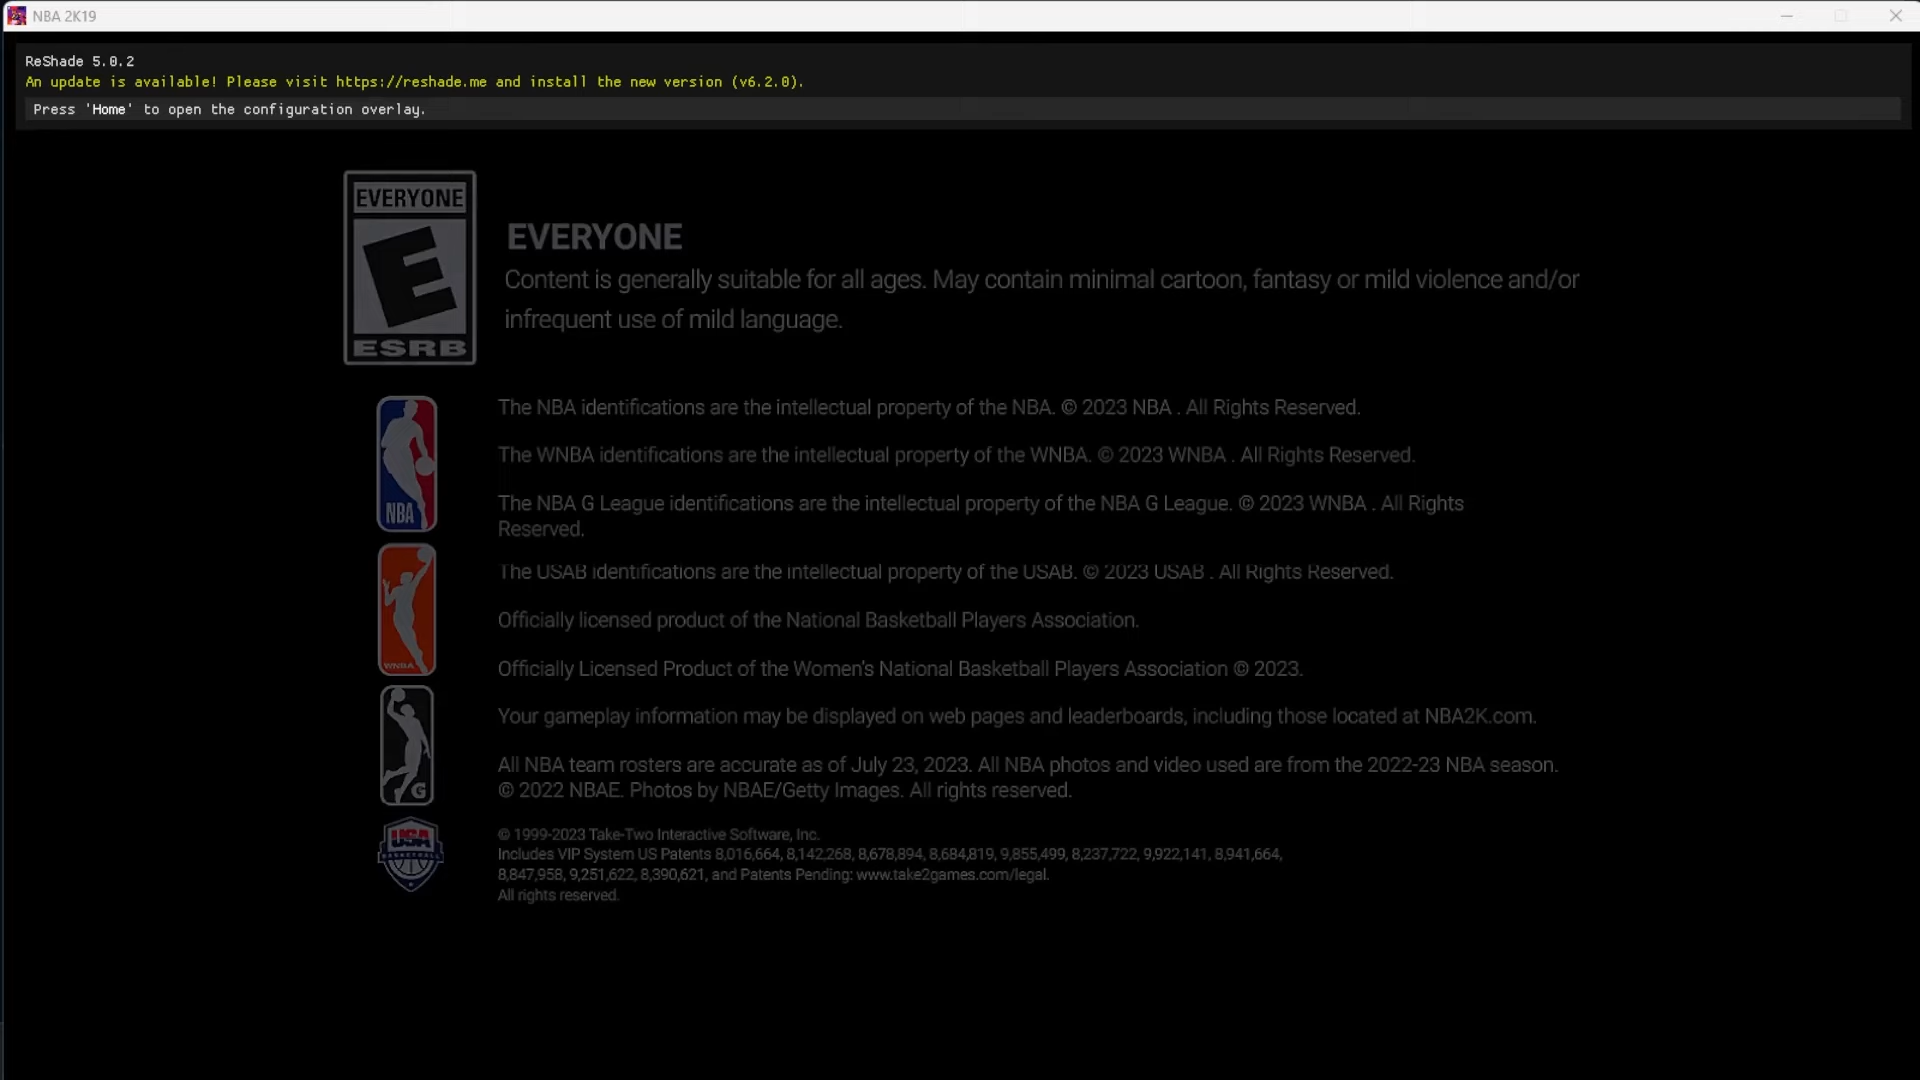 NBA 2K19
ReShade 5.0.2
An update is available! Please visit https://reshade.me and install the new version (v6.2.0).
Press 'Home' to open the configuration overlay.
EVERYONE
E
ESRB
EVERYONE
Content is generally suitable for all ages. May contain minimal cartoon, fantasy or mild violence and/or
infrequent use of mild language.
NBA
The NBA identifications are the intellectual property of the NBA. © 2023 NBA . All Rights Reserved.
The WNBA identifications are the intellectual property of the WNBA. © 2023 WNBA . All Rights Reserved.
The NBA G League identifications are the intellectual property of the NBA G League. © 2023 WNBA . All Rights
Reserved.
WNBA
The USAB identifications are the intellectual property of the USAB. © 2023 USAB . All Rights Reserved.
Officially licensed product of the National Basketball Players Association.
Officially Licensed Product of the Women's National Basketball Players Association © 2023.
G
Your gameplay information may be displayed on web pages and leaderboards, including those located at NBA2K.com.
All NBA team rosters are accurate as of July 23, 2023. All NBA photos and video used are from the 2022-23 NBA season.
© 2022 NBAE. Photos by NBAE/Getty Images. All rights reserved.
USA
BASKETBALL
© 1999-2023 Take-Two Interactive Software, Inc.
Includes VIP System US Patents 8,016,664, 8,142,268, 8,678,894, 8,684,819, 9,855,499, 8,237,722, 9,922,141, 8,941,664,
8,847,958, 9,251,622, 8,390,621, and Patents Pending: www.take2games.com/legal.
All rights reserved.